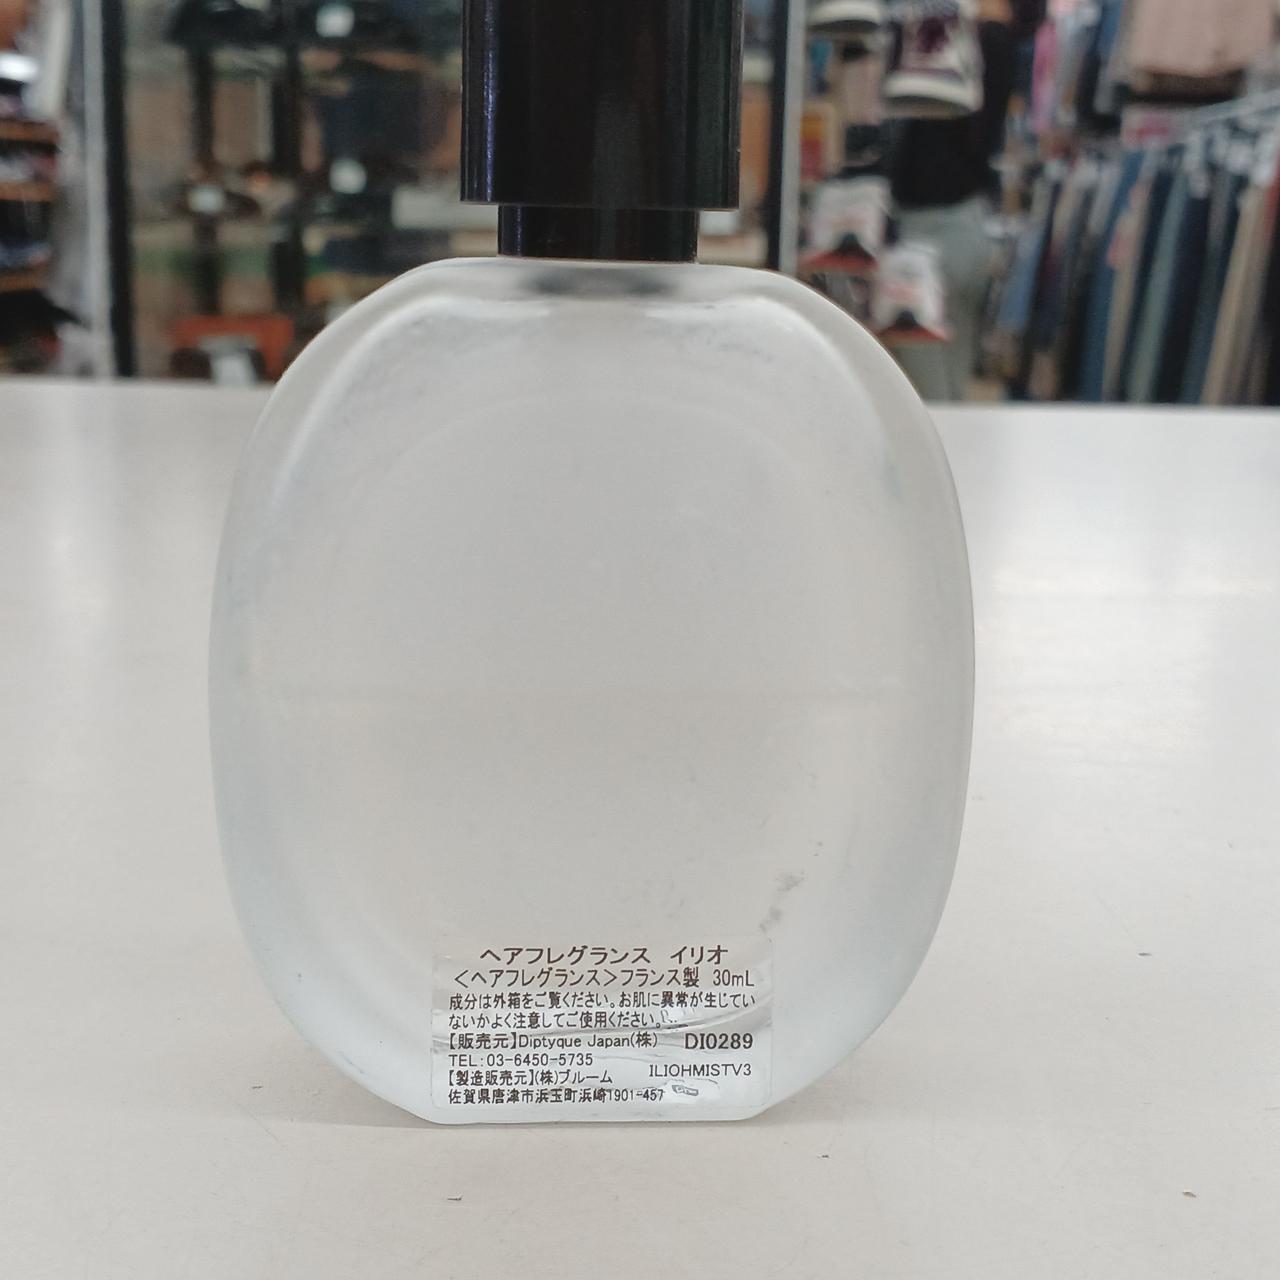 ヘアフレグランス イリオ
＜ヘアフレグランス＞フランス製 30mL
成分は外箱をご覧ください。お肌に異常が生じてい
ないかよく注意してご使用ください。
【販売元】Diptyque Japan(株) DI0289
TEL:03-6450-5735
【製造販売元】(株)ブルーム ILIOHMISTV3
佐賀県唐津市浜玉町浜崎1901-457